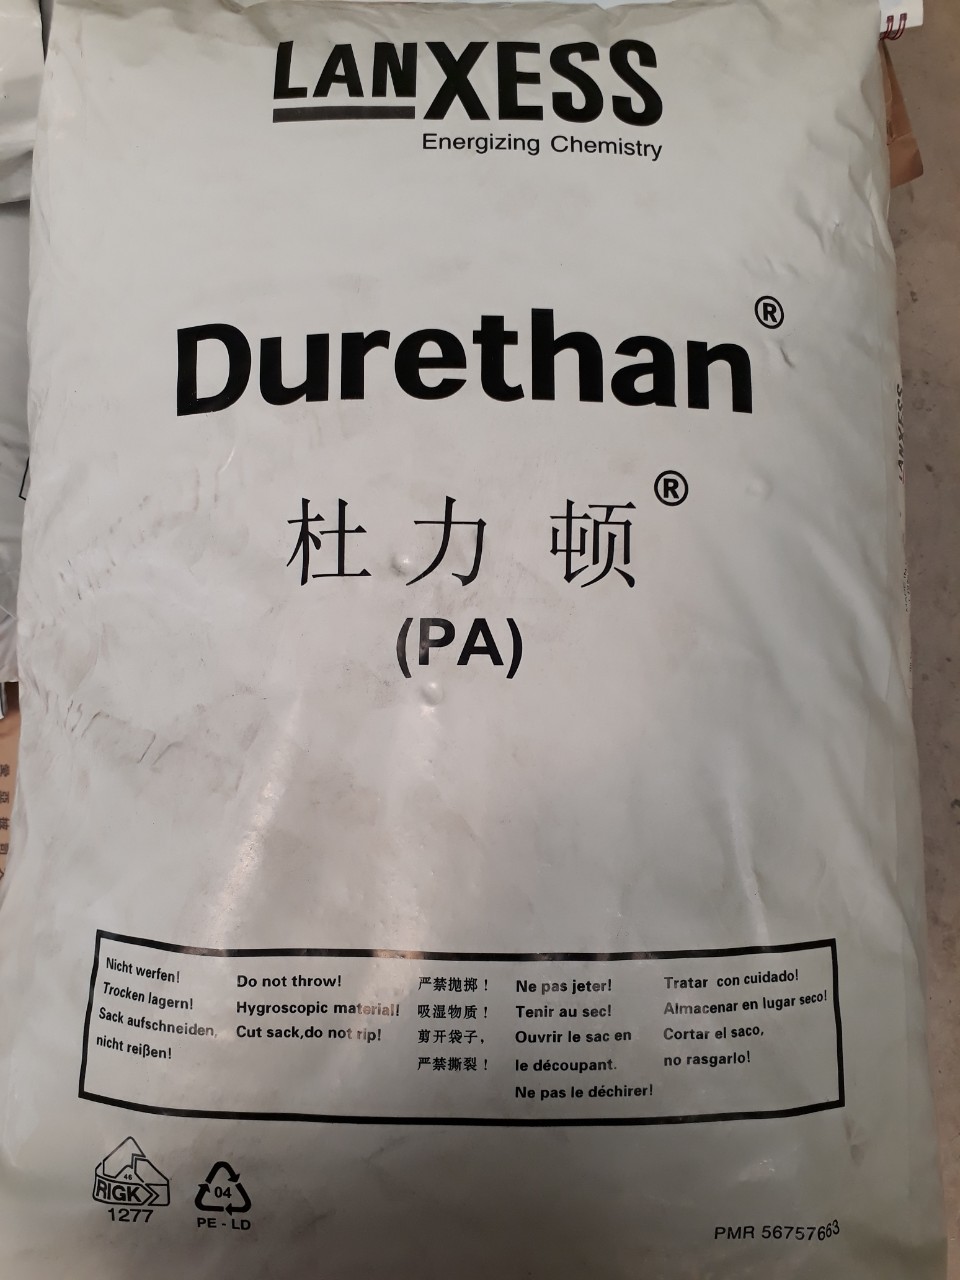 LANXESS
Energizing Chemistry
Durethan®
杜力顿®
(PA)
Nicht werfen!
Trocken lagern!
Sack aufschneiden,
nicht reißen!
Do not throw!
Hygroscopic material!
Cut sack,do not rip!
严禁抛掷！
吸湿物质！
剪开袋子，
严禁撕裂！
Ne pas jeter!
Tenir au sec!
Ouvrir le sac en
le découpant.
Ne pas le déchirer!
Tratar con cuidado!
Almacenar en lugar seco!
Cortar el saco,
no rasgarlo!
46
RIGK
1277
04
PE - LD
PMR 56757663
LANXESS